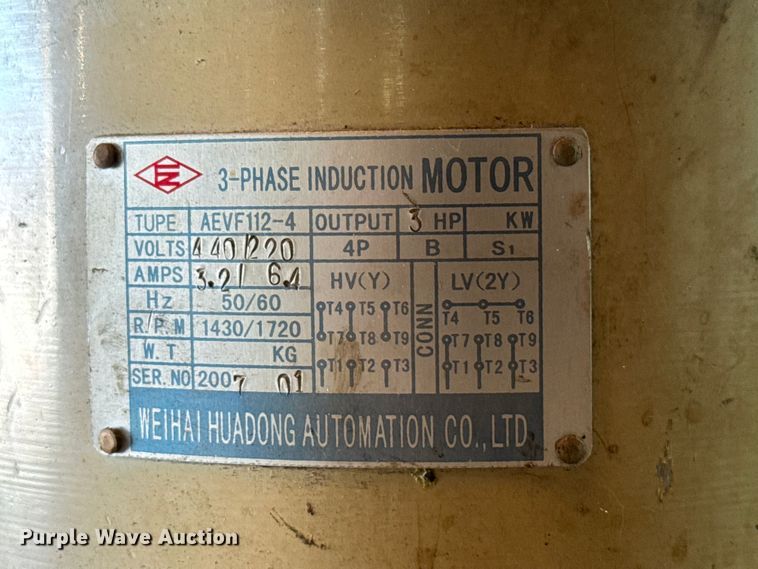 3-PHASE INDUCTION MOTOR
TUPE AEVF112-4 OUTPUT 3 HP KW
VOLTS 440/220 4P B S1
AMPS 3.2/ 6.4 HV(Y) CONN LV(2Y)
Hz 50/60 T4 T5 T6 T4 T5 T6
R/P.M 1430/1720 T7 T8 T9 T7 T8 T9
W.T KG T1 T2 T3 T1 T2 T3
SER.NO 2007 01
WEIHAI HUADONG AUTOMATION CO., LTD
Purple Wave Auction